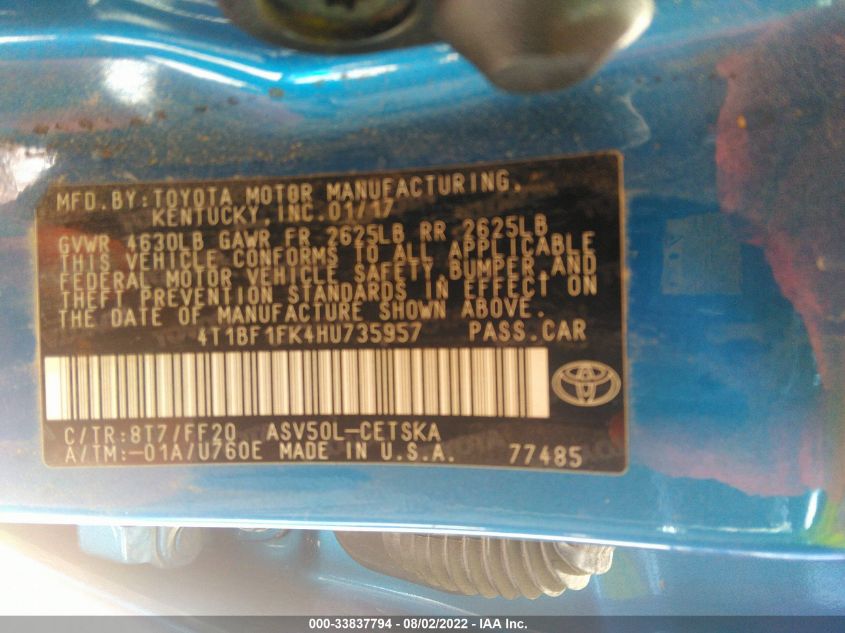 MFD. BY: TOYOTA MOTOR MANUFACTURING,
KENTUCKY, INC. 01/17
GVWR 4630LB GAWR FR 2625LB RR 2625LB
THIS VEHICLE CONFORMS TO ALL APPLICABLE
FEDERAL MOTOR VEHICLE SAFETY,BUMPER,AND
THEFT PREVENTION STANDARDS IN EFFECT ON
THE DATE OF MANUFACTURE SHOWN ABOVE.
4T1BF1FK4HU735957 PASS.CAR
C/TR:8T7/FF20 ASV50L-CETSKA
A/TM:-01A/U760E MADE IN U.S.A. 77485
000-33837794 - 08/02/2022 - IAA Inc.